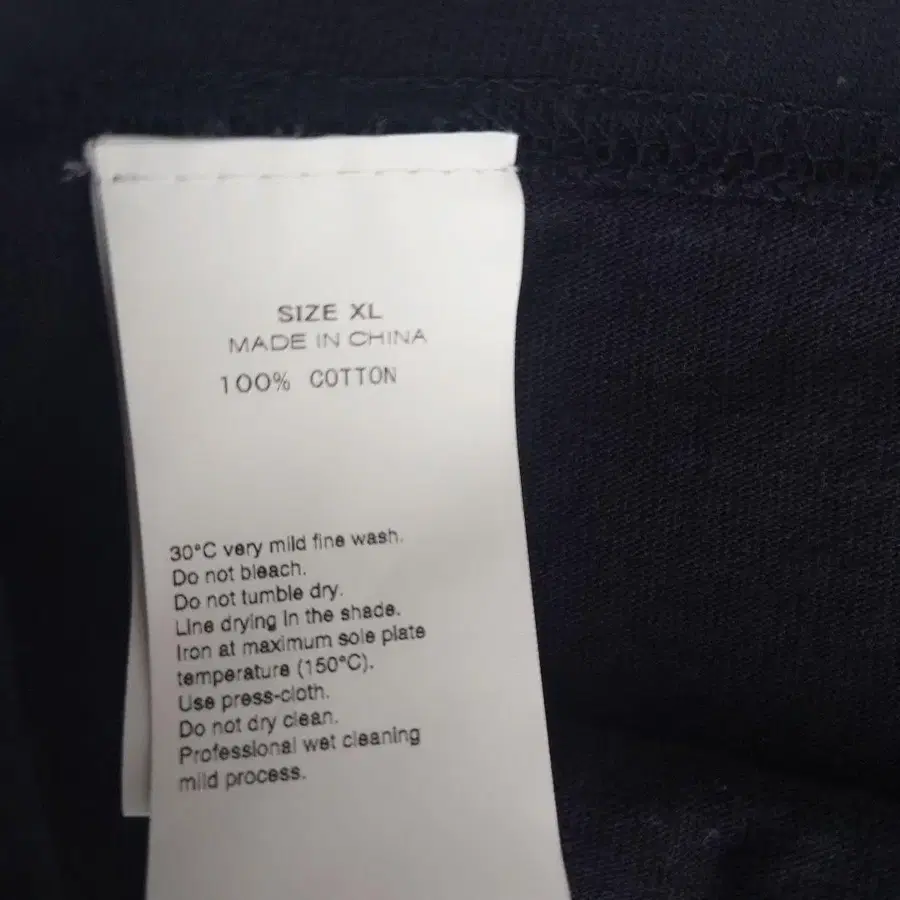 SIZE XL
MADE IN CHINA
100% COTTON
30°C very mild fine wash.
Do not bleach.
Do not tumble dry.
Line drying in the shade.
Iron at maximum sole plate
temperature (150°C).
Use press-cloth.
Do not dry clean.
Professional wet cleaning
mild process.